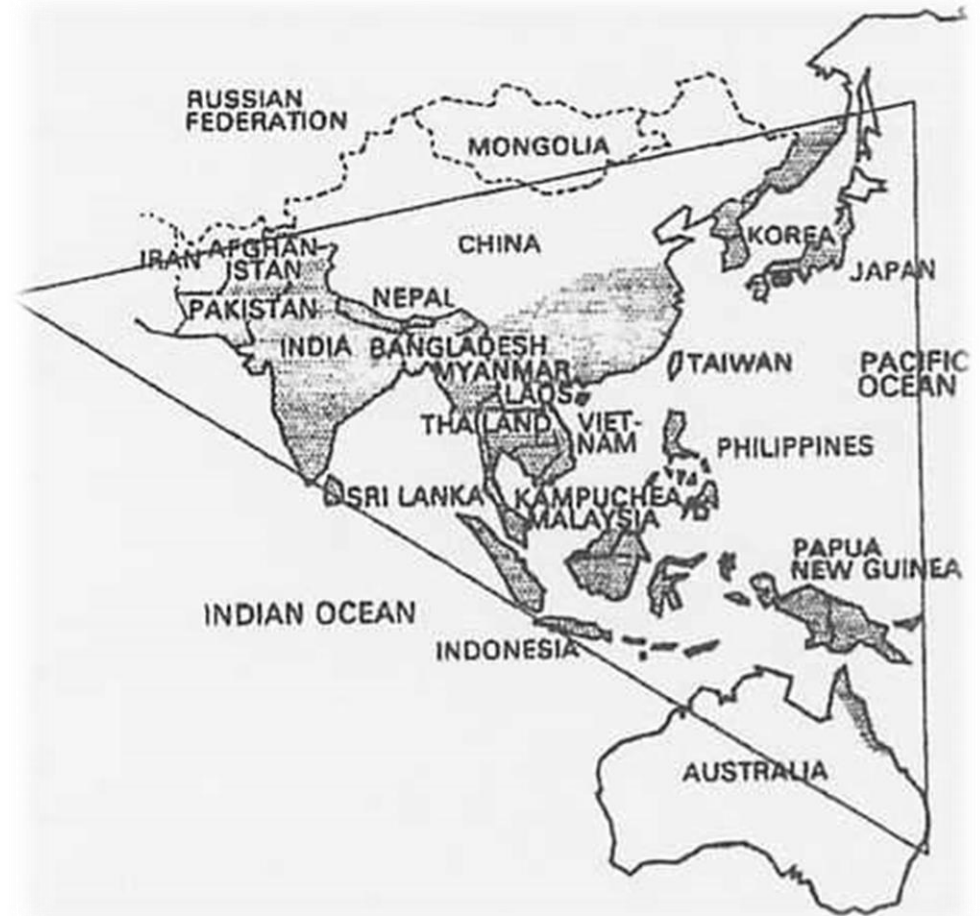 RUSSIAN
FEDERATION
MONGOLIA
IRAN
AFGHAN-
ISTAN
CHINA
KOREA
JAPAN
PAKISTAN
NEPAL
INDIA
BANGLADESH
MYANMAR
LAOS
TAIWAN
PACIFIC
OCEAN
THAILAND
VIET-
NAM
PHILIPPINES
SRI LANKA
KAMPUCHEA
MALAYSIA
PAPUA
NEW GUINEA
INDIAN OCEAN
INDONESIA
AUSTRALIA